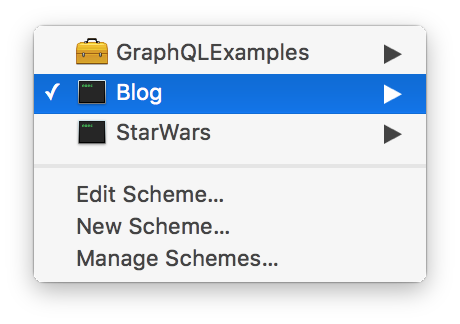 GraphQLExamples
Blog
StarWars
Edit Scheme...
New Scheme...
Manage Schemes...